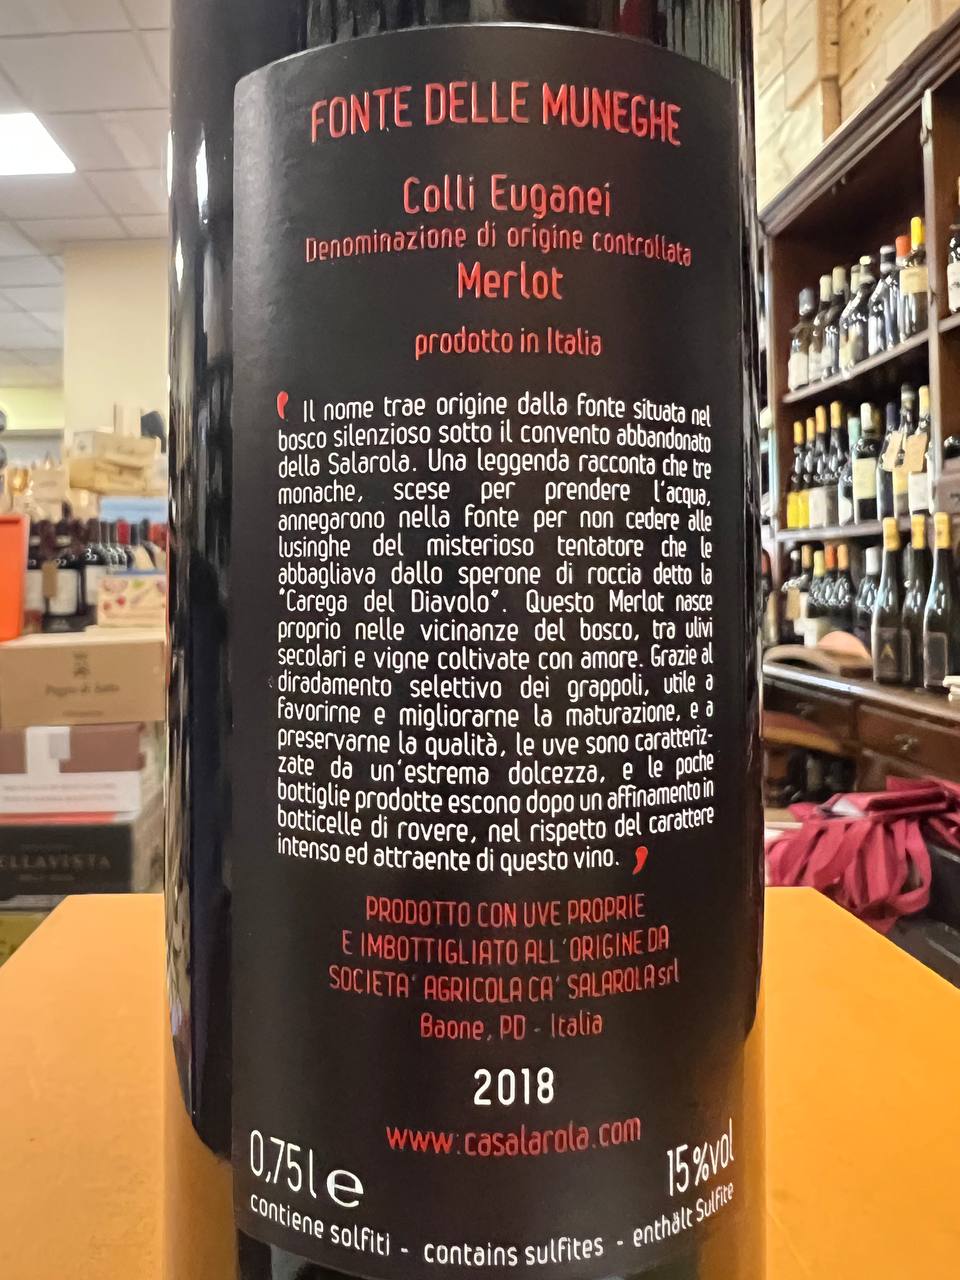 FONTE DELLE MUNEGHE
Colli Euganei
Denominazione di origine controllata
Merlot
prodotto in Italia
Il nome trae origine dalla fonte situata nel
bosco silenzioso sotto il convento abbandonato
della Salarola. Una leggenda racconta che tre
monache, scese per prendere l'acqua,
annegarono nella fonte per non cedere alle
lusinghe del misterioso tentatore che le
abbagliava dallo sperone di roccia detto la
"Carega del Diavolo". Questo Merlot nasce
proprio nelle vicinanze del bosco, tra ulivi
secolari e vigne coltivate con amore. Grazie al
diradamento selettivo dei grappoli, utile a
favorirne e migliorarne la maturazione, e a
preservarne la qualità, le uve sono caratteriz-
zate da un'estrema dolcezza, e le poche
bottiglie prodotte escono dopo un affinamento in
botticelle di rovere, nel rispetto del carattere
intenso ed attraente di questo vino.
PRODOTTO CON UVE PROPRIE
E IMBOTTIGLIATO ALL'ORIGINE DA
SOCIETA' AGRICOLA CA' SALAROLA srl
Baone, PD - Italia
2018
www.casalarola.com
0,75l e
15%vol
contiene solfiti - contains sulfites - enthält Sulfite
ELLAVISTA